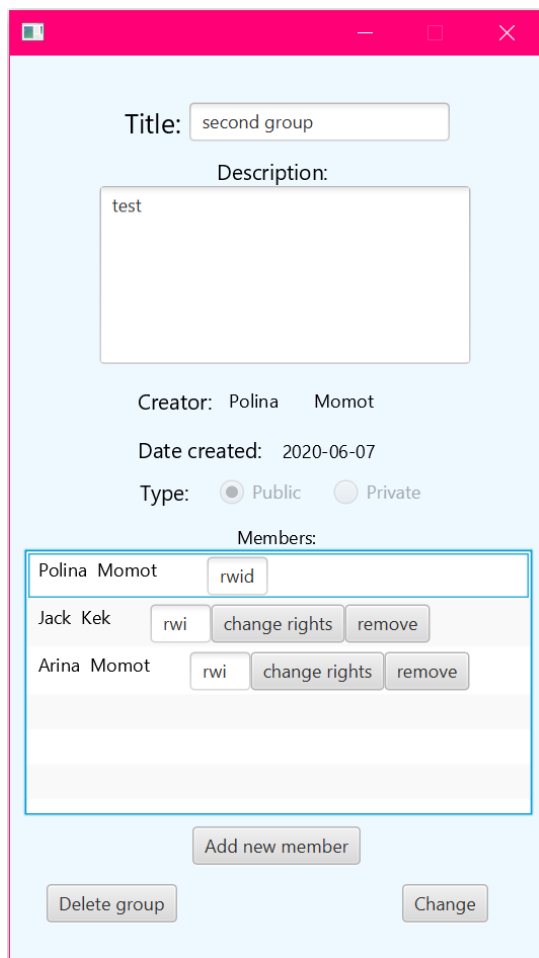 Title: second group
Description:
test
Creator: Polina Momot
Date created: 2020-06-07
Type: Public Private
Members:
Polina Momot rwid
Jack Kek rwi change rights remove
Arina Momot rwi change rights remove
Add new member
Delete group Change